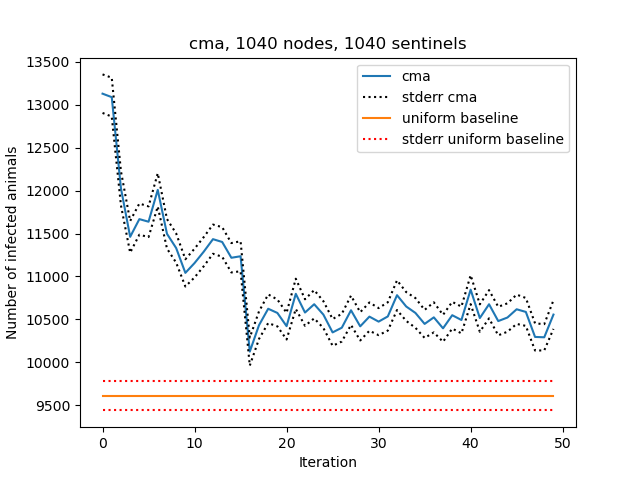 cma, 1040 nodes, 1040 sentinels
Number of infected animals
13500
13000
12500
12000
11500
11000
10500
10000
9500
cma
stderr cma
uniform baseline
stderr uniform baseline
0
10
20
30
40
50
Iteration